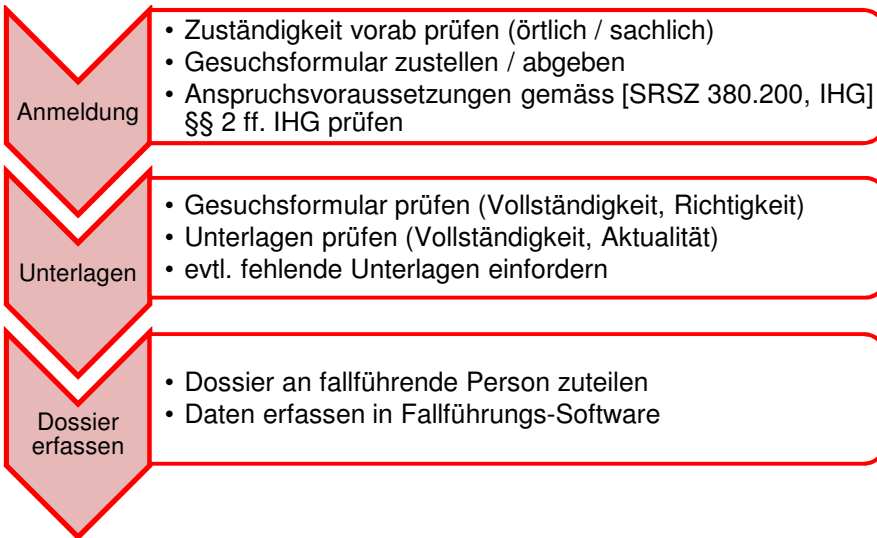 Anmeldung
• Zuständigkeit vorab prüfen (örtlich / sachlich)
• Gesuchsformular zustellen / abgeben
• Anspruchsvoraussetzungen gemäss [SRSZ 380.200, IHG]
§§ 2 ff. IHG prüfen
Unterlagen
• Gesuchsformular prüfen (Vollständigkeit, Richtigkeit)
• Unterlagen prüfen (Vollständigkeit, Aktualität)
• evtl. fehlende Unterlagen einfordern
Dossier
erfassen
• Dossier an fallführende Person zuteilen
• Daten erfassen in Fallführungs-Software